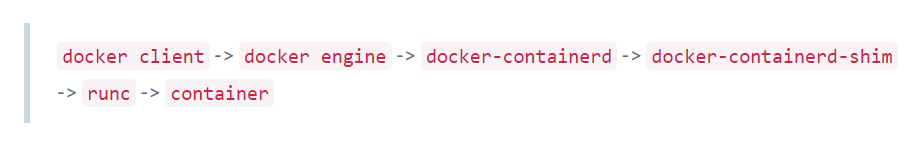 docker client -> docker engine -> docker-containerd -> docker-containerd-shim
-> runc -> container